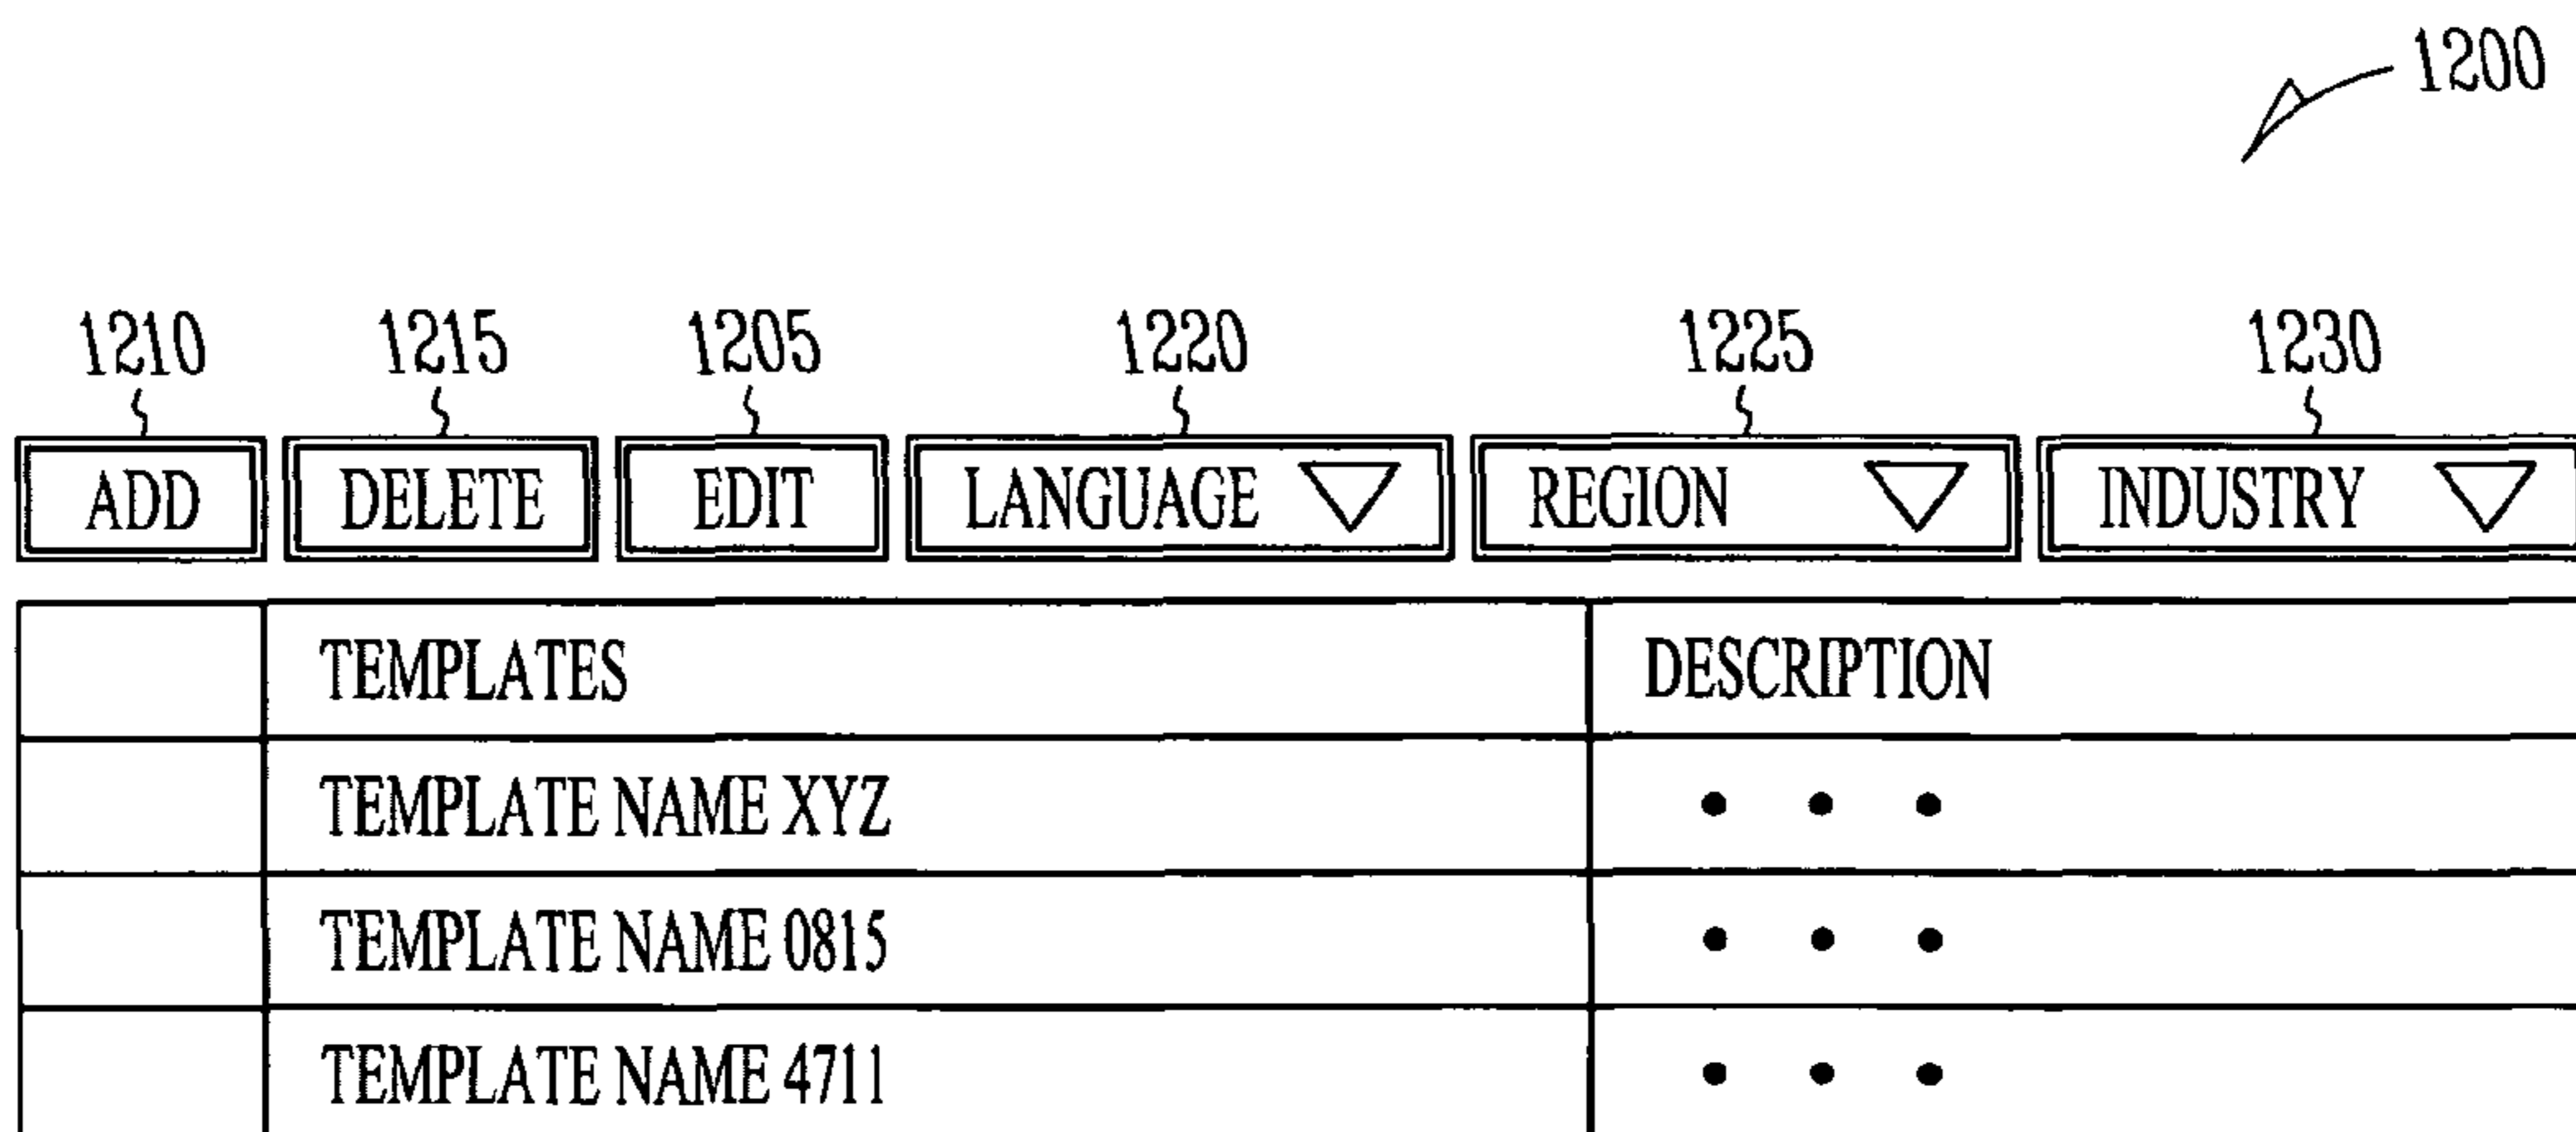 1200
1210 1215 1205 1220 1225 1230
ADD DELETE EDIT LANGUAGE REGION INDUSTRY
TEMPLATES DESCRIPTION
TEMPLATE NAME XYZ • • •
TEMPLATE NAME 0815 • • •
TEMPLATE NAME 4711 • • •